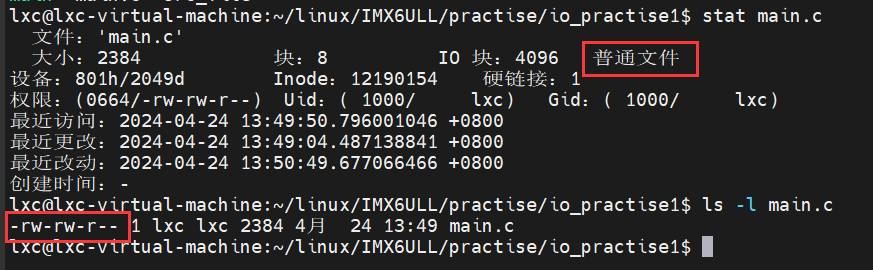 lxc@lxc-virtual-machine:~/linux/IMX6ULL/practise/io_practise1$ stat main.c
文件：'main.c'
大小：2384 块：8 IO 块：4096 普通文件
设备：801h/2049d Inode：12190154 硬链接：1
权限：(0664/-rw-rw-r--) Uid：( 1000/ lxc) Gid：( 1000/ lxc)
最近访问：2024-04-24 13:49:50.796001046 +0800
最近更改：2024-04-24 13:49:04.487138841 +0800
最近改动：2024-04-24 13:50:49.677066466 +0800
创建时间：-
lxc@lxc-virtual-machine:~/linux/IMX6ULL/practise/io_practise1$ ls -l main.c
-rw-rw-r-- 1 lxc lxc 2384 4月 24 13:49 main.c
lxc@lxc-virtual-machine:~/linux/IMX6ULL/practise/io_practise1$